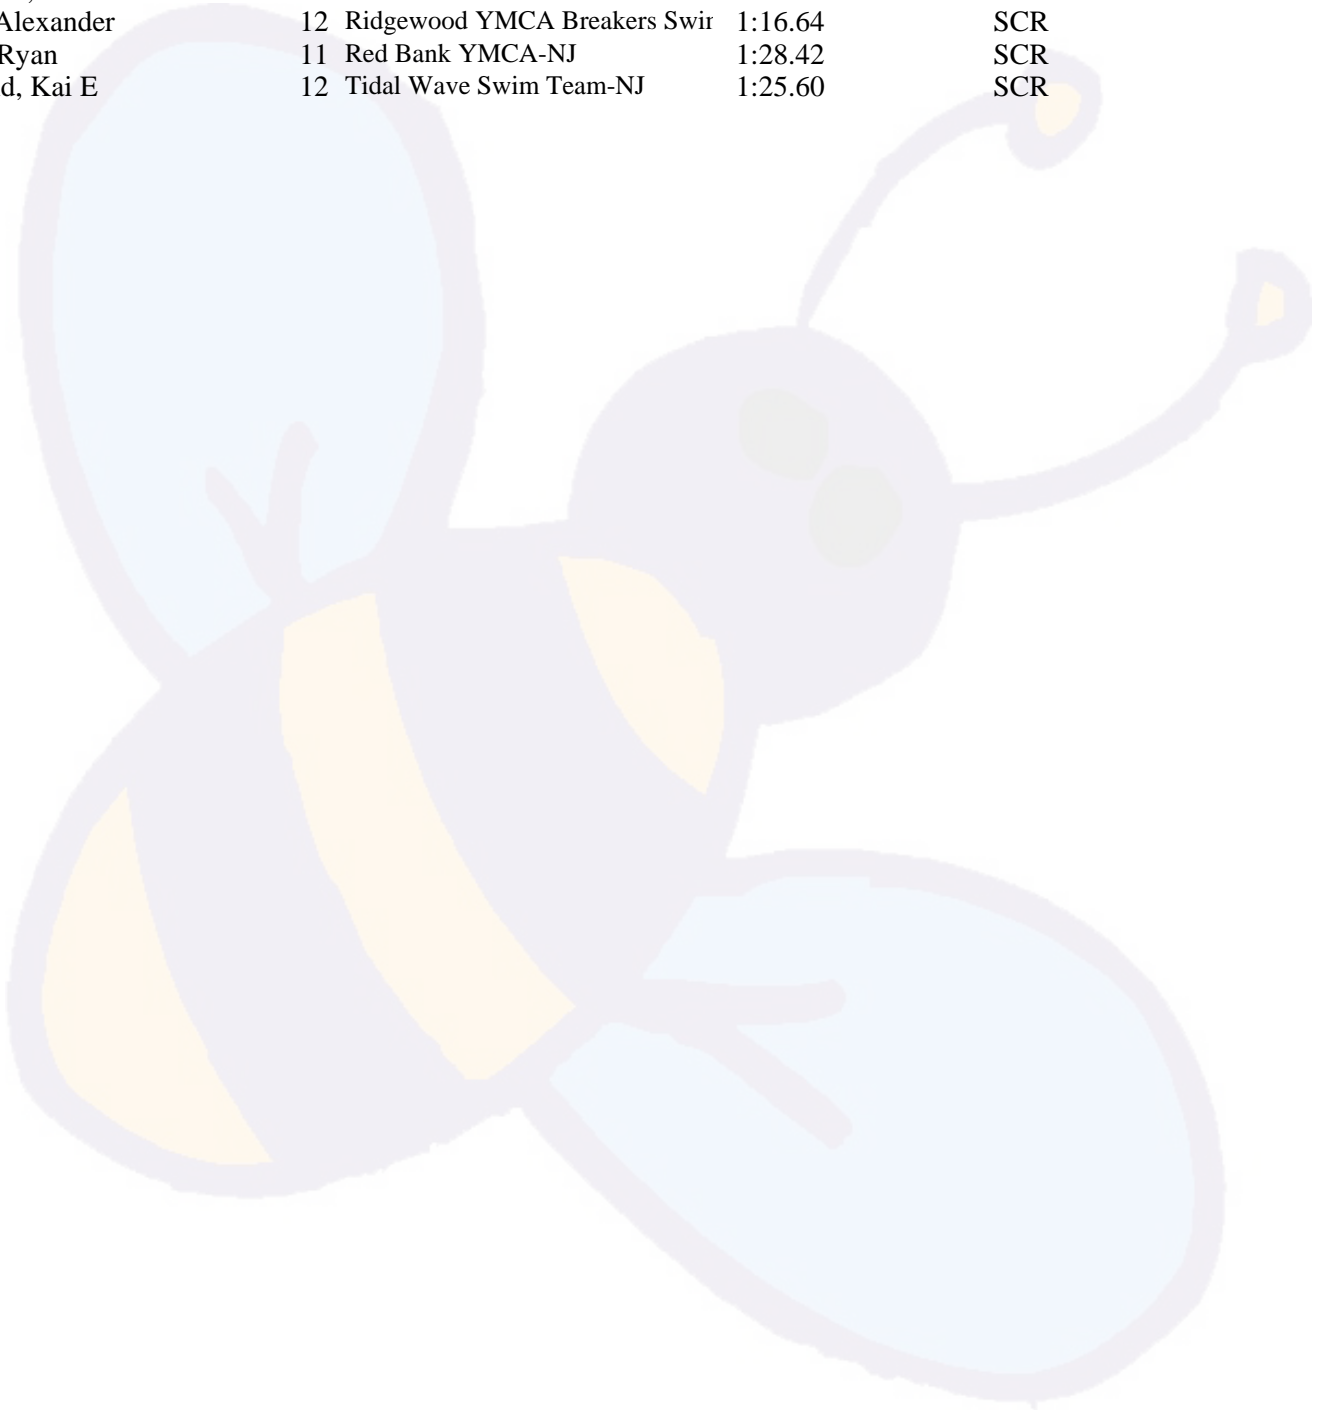 Alexander 12 Ridgewood YMCA Breakers Swir 1:16.64 SCR
Ryan 11 Red Bank YMCA-NJ 1:28.42 SCR
d, Kai E 12 Tidal Wave Swim Team-NJ 1:25.60 SCR